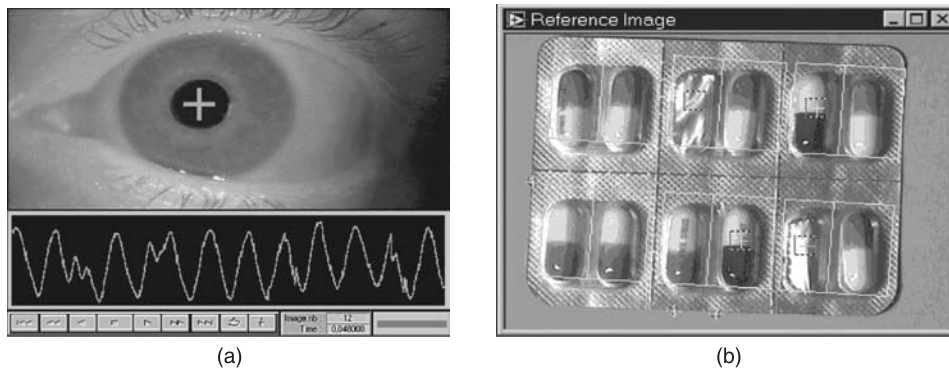 Reference Image
Image nb : 12
Time : 0,048000
(a)
(b)